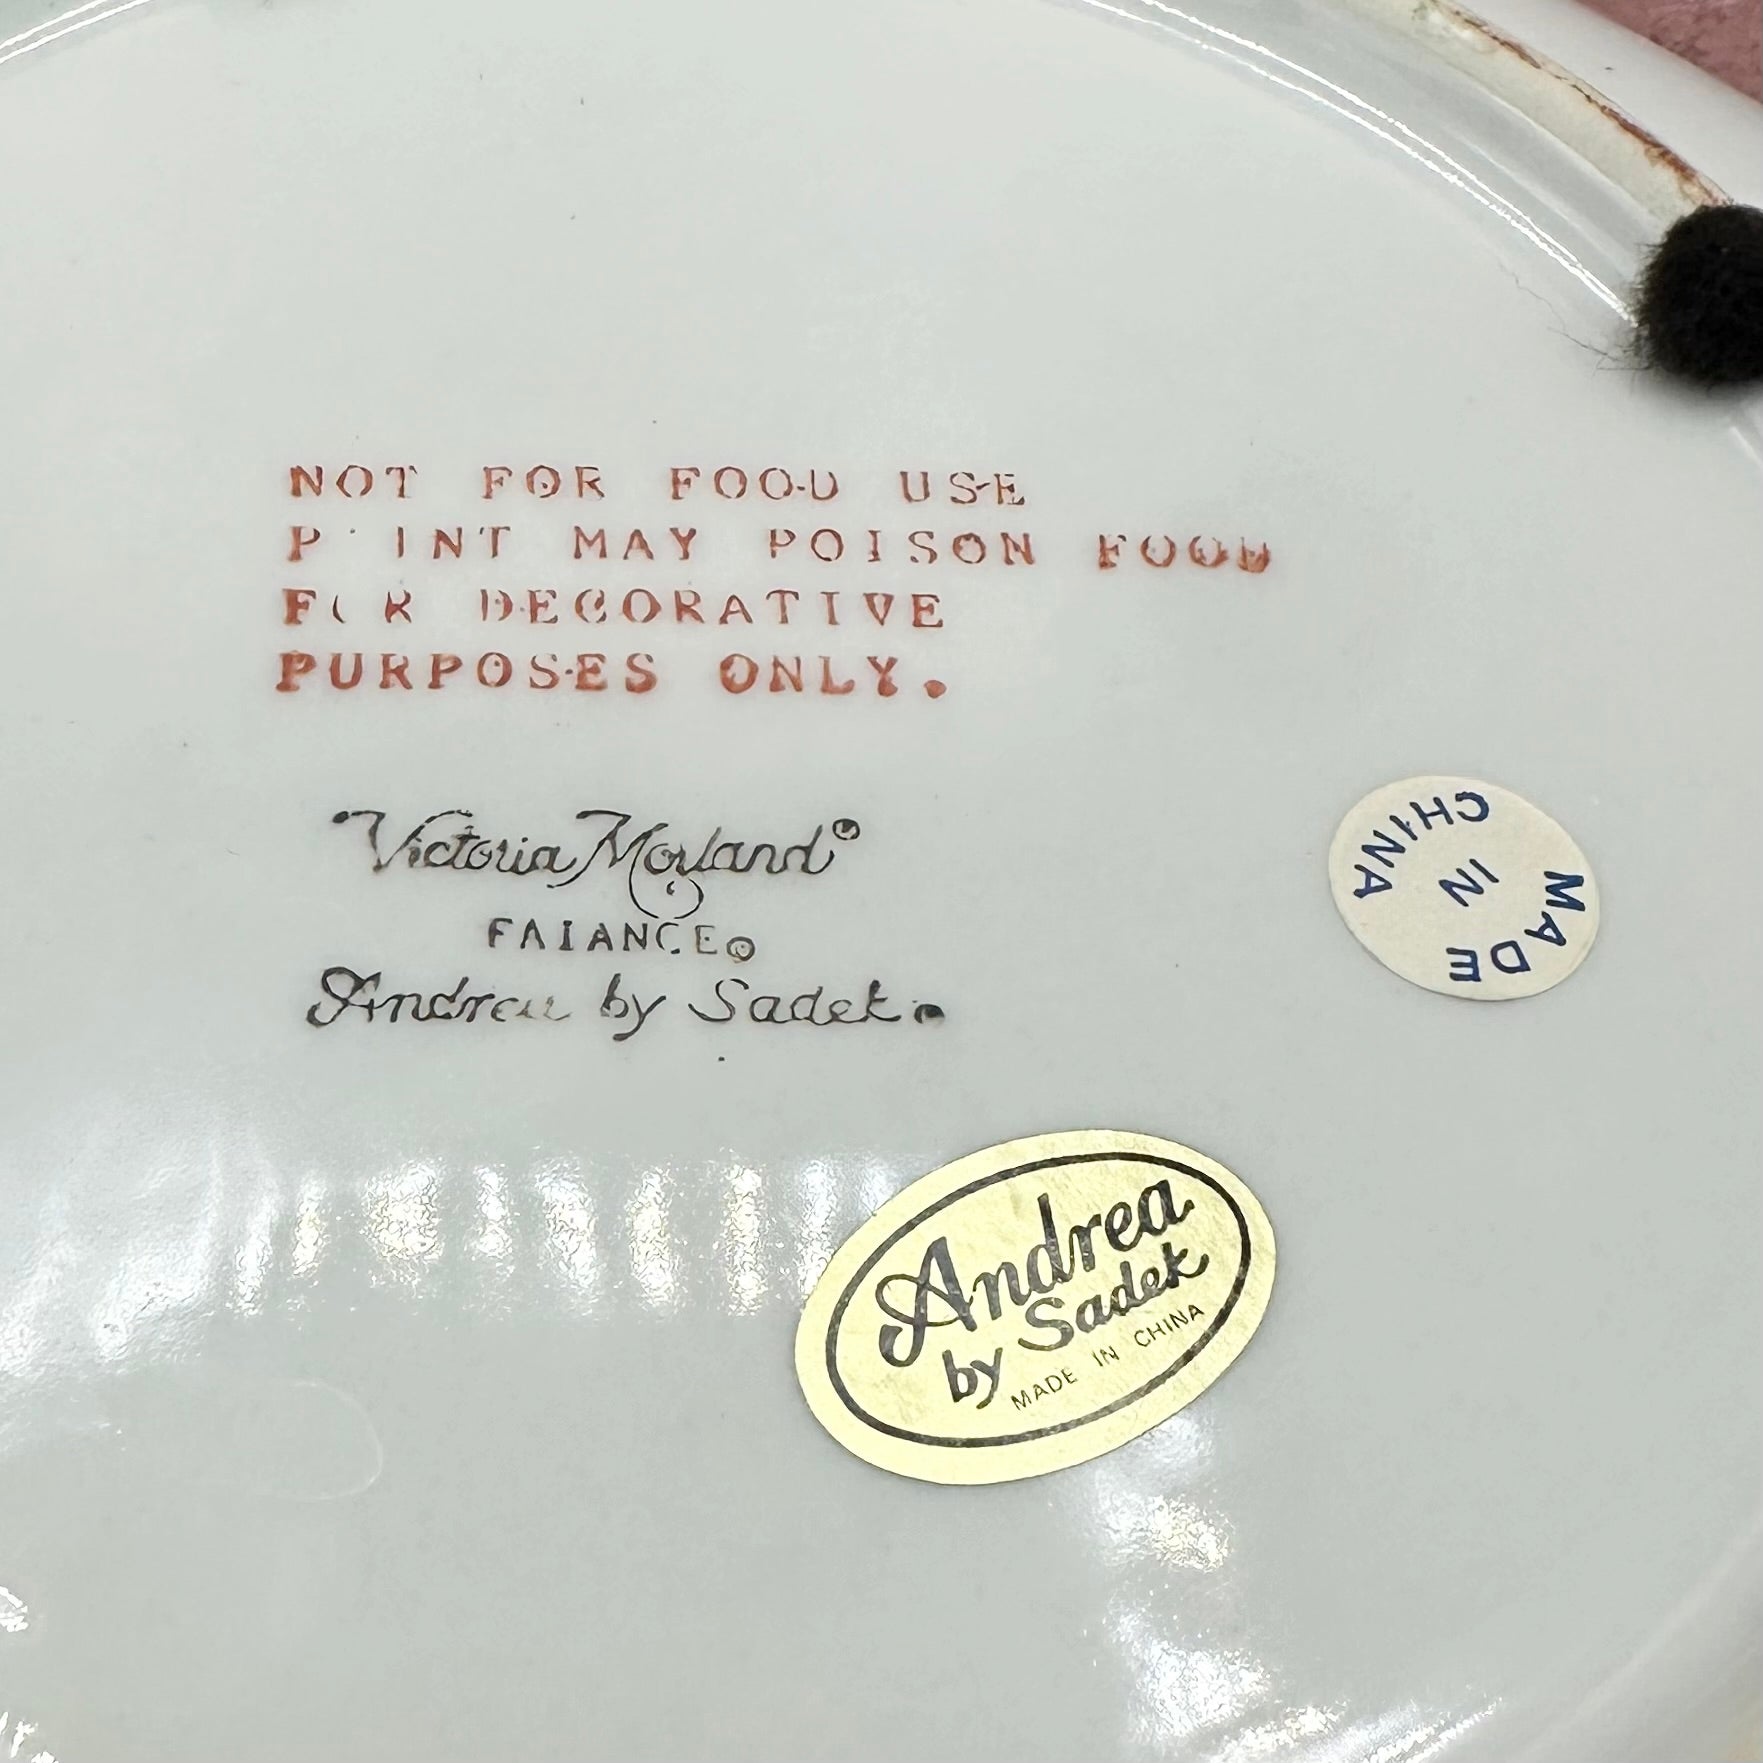 NOT FOR FOOD USE
P INT MAY POISON FOOD
FOR DECORATIVE
PURPOSES ONLY.
"Victoria Morland"
FAIANCE©
Andrea by Sadek.
MADE
IN
CHINA
Andrea
by Sadek
MADE IN CHINA